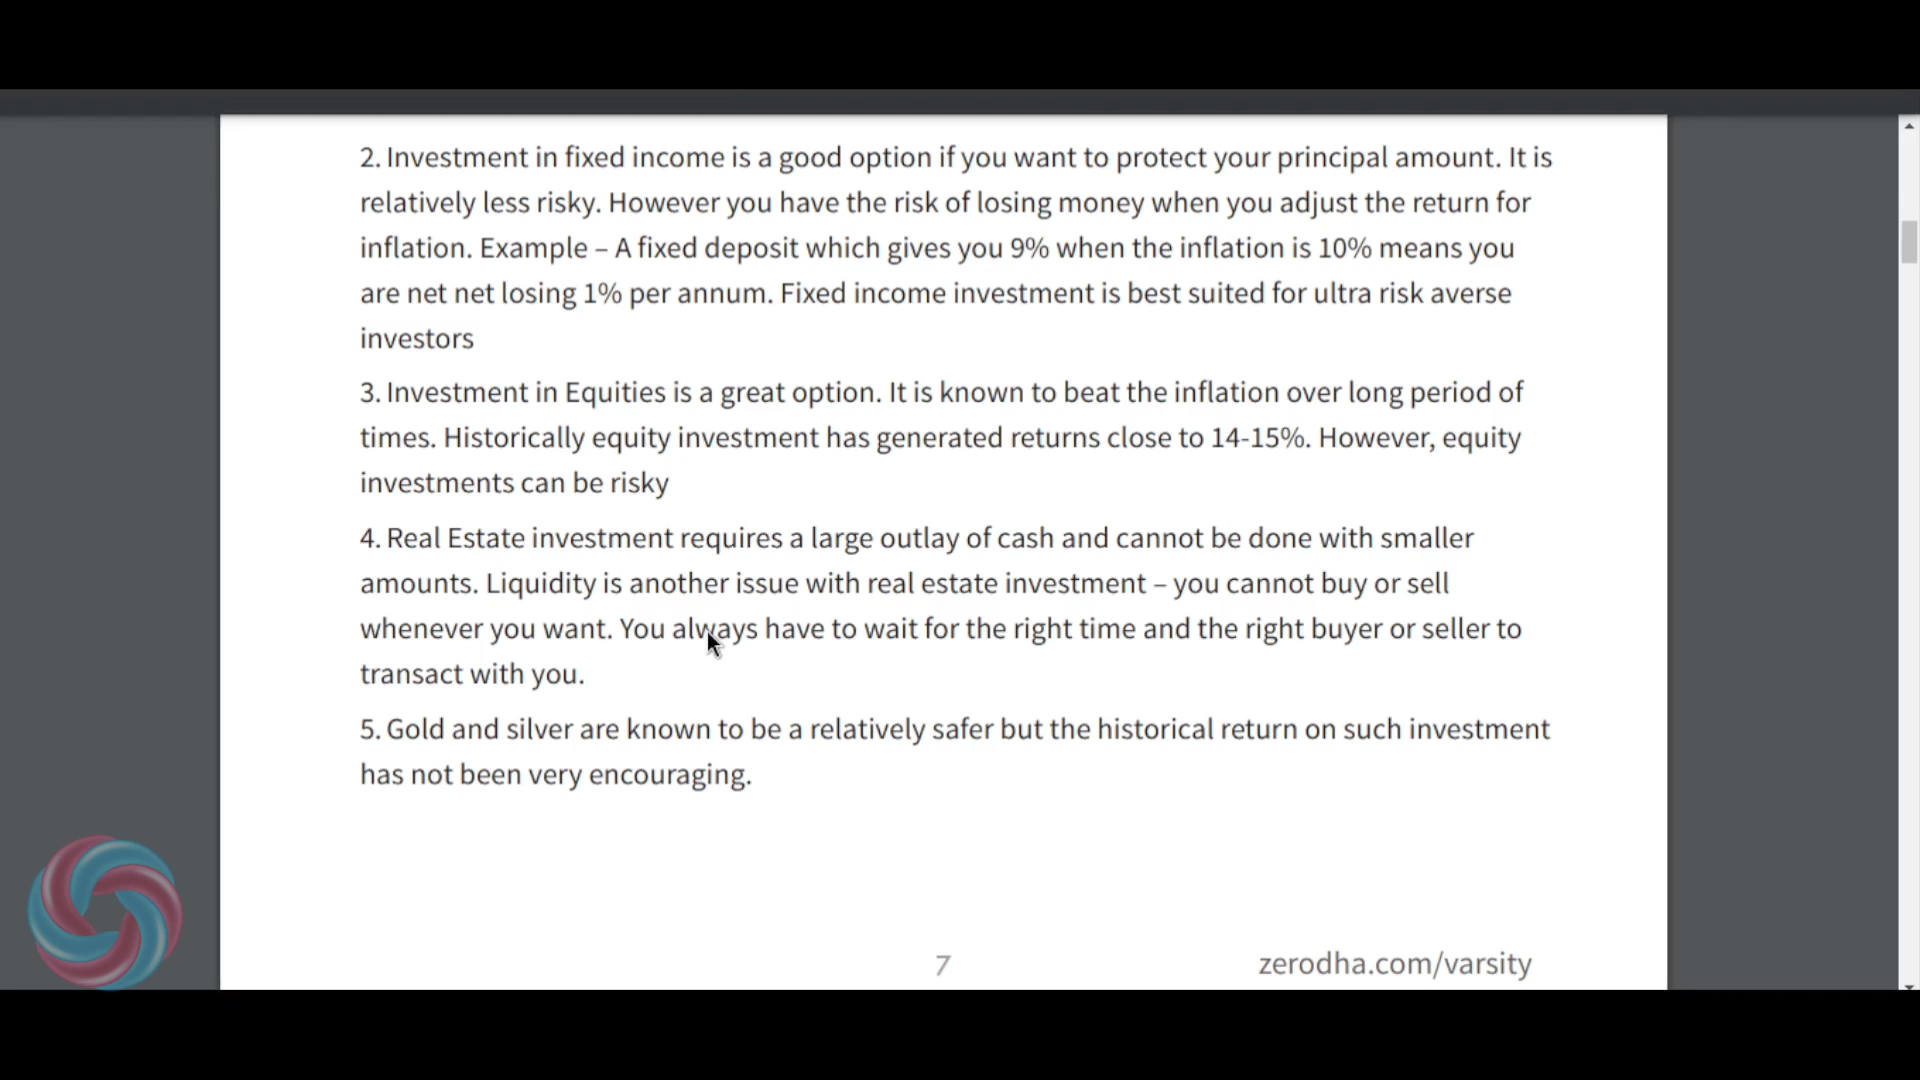 2. Investment in fixed income is a good option if you want to protect your principal amount. It is
relatively less risky. However you have the risk of losing money when you adjust the return for
inflation. Example – A fixed deposit which gives you 9% when the inflation is 10% means you
are net net losing 1% per annum. Fixed income investment is best suited for ultra risk averse
investors
3. Investment in Equities is a great option. It is known to beat the inflation over long period of
times. Historically equity investment has generated returns close to 14-15%. However, equity
investments can be risky
4. Real Estate investment requires a large outlay of cash and cannot be done with smaller
amounts. Liquidity is another issue with real estate investment – you cannot buy or sell
whenever you want. You always have to wait for the right time and the right buyer or seller to
transact with you.
5. Gold and silver are known to be a relatively safer but the historical return on such investment
has not been very encouraging.
7 zerodha.com/varsity